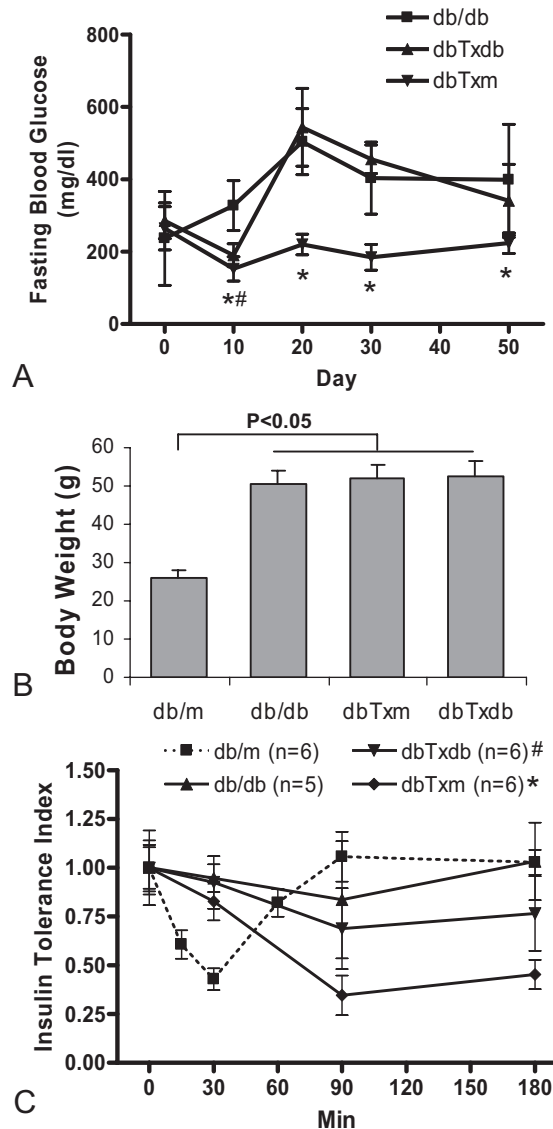 db/db
dbTxdb
dbTxm
800
600
400
200
0
Fasting Blood Glucose
(mg/dl)
*#
*
*
*
0 10 20 30 40 50
Day
A
P<0.05
60
50
40
30
20
10
0
Body Weight (g)
db/m db/db dbTxm dbTxdb
B
db/m (n=6) dbTxdb (n=6)#
db/db (n=5) dbTxm (n=6)*
1.50
1.25
1.00
0.75
0.50
0.25
0.00
Insulin Tolerance Index
0 30 60 90 120 150 180
Min
C